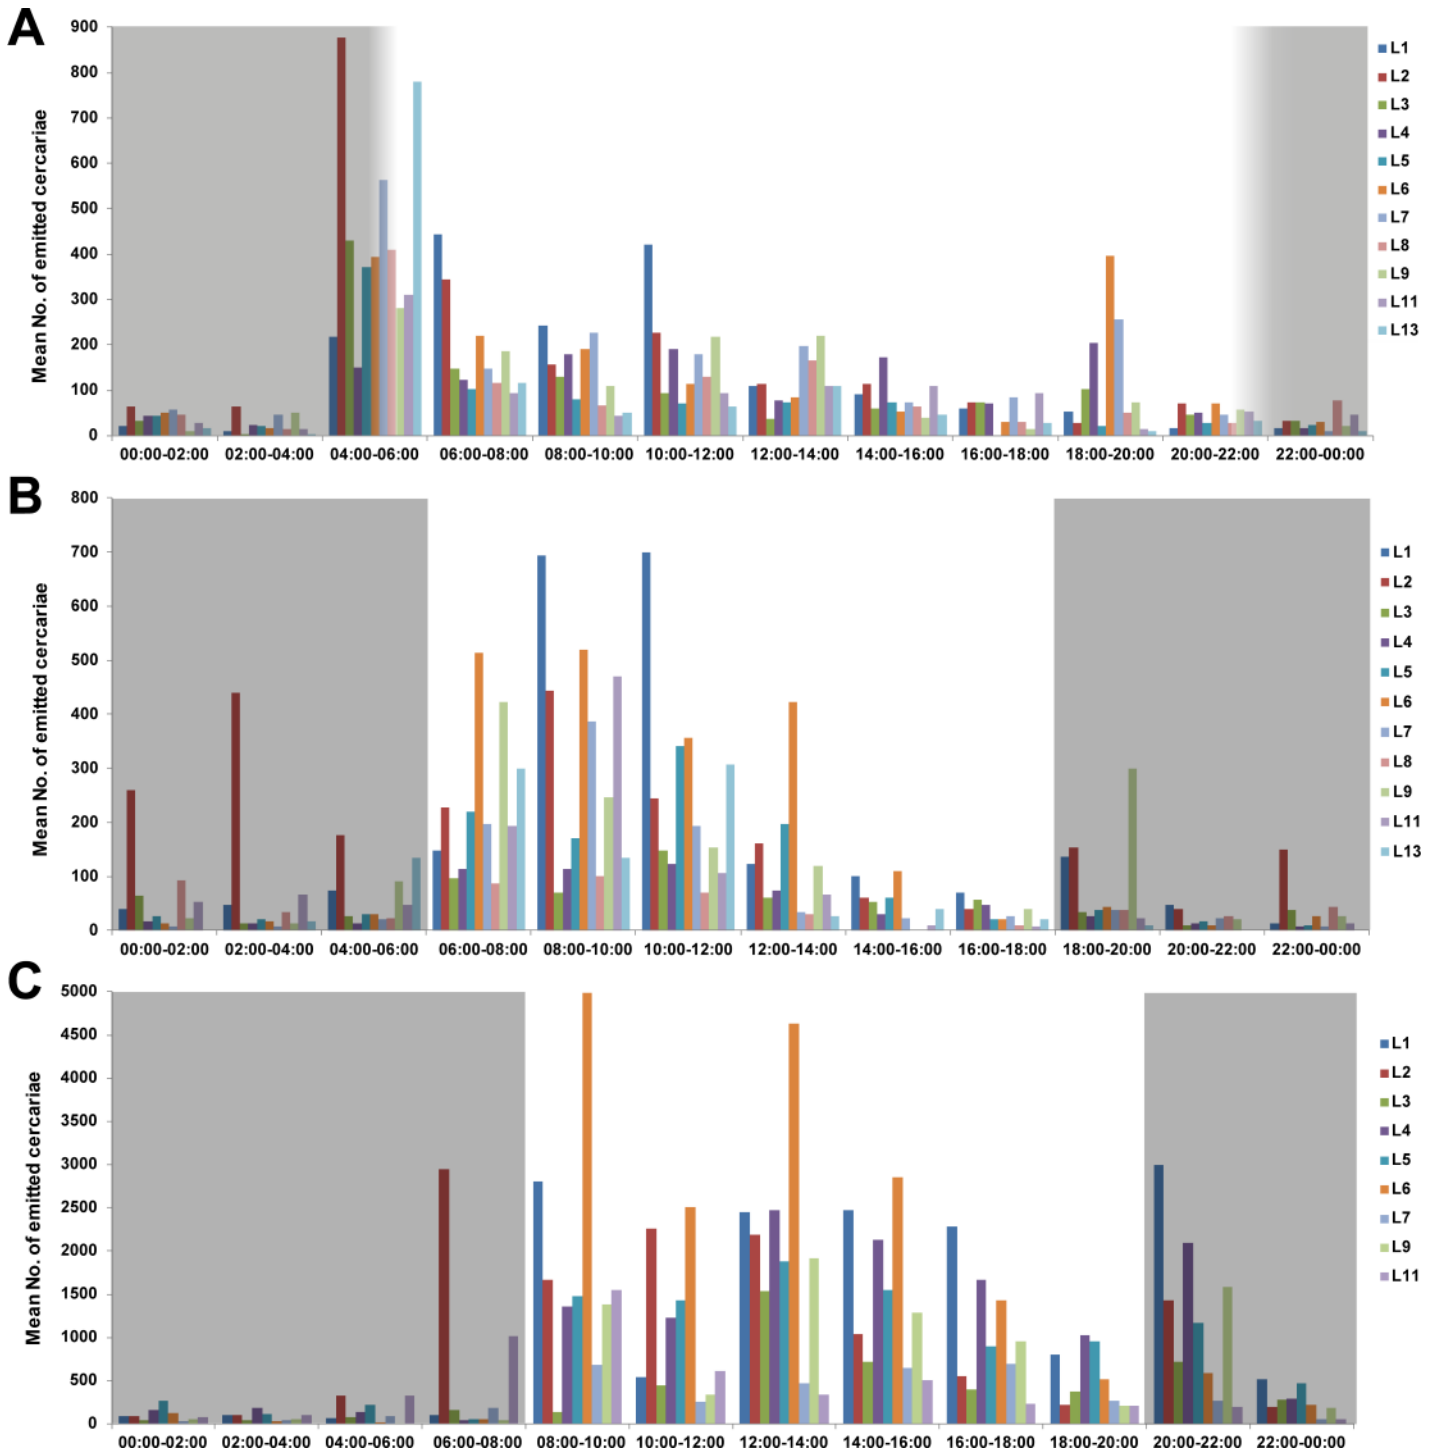 A
Mean No. of emitted cercariae
900
800
700
600
500
400
300
200
100
0
00:00-02:00 02:00-04:00 04:00-06:00 06:00-08:00 08:00-10:00 10:00-12:00 12:00-14:00 14:00-16:00 16:00-18:00 18:00-20:00 20:00-22:00 22:00-00:00
L1
L2
L3
L4
L5
L6
L7
L8
L9
L11
L13
B
Mean No. of emitted cercariae
800
700
600
500
400
300
200
100
0
00:00-02:00 02:00-04:00 04:00-06:00 06:00-08:00 08:00-10:00 10:00-12:00 12:00-14:00 14:00-16:00 16:00-18:00 18:00-20:00 20:00-22:00 22:00-00:00
L1
L2
L3
L4
L5
L6
L7
L8
L9
L11
L13
C
Mean No. of emitted cercariae
5000
4500
4000
3500
3000
2500
2000
1500
1000
500
0
00:00-02:00 02:00-04:00 04:00-06:00 06:00-08:00 08:00-10:00 10:00-12:00 12:00-14:00 14:00-16:00 16:00-18:00 18:00-20:00 20:00-22:00 22:00-00:00
L1
L2
L3
L4
L5
L6
L7
L9
L11